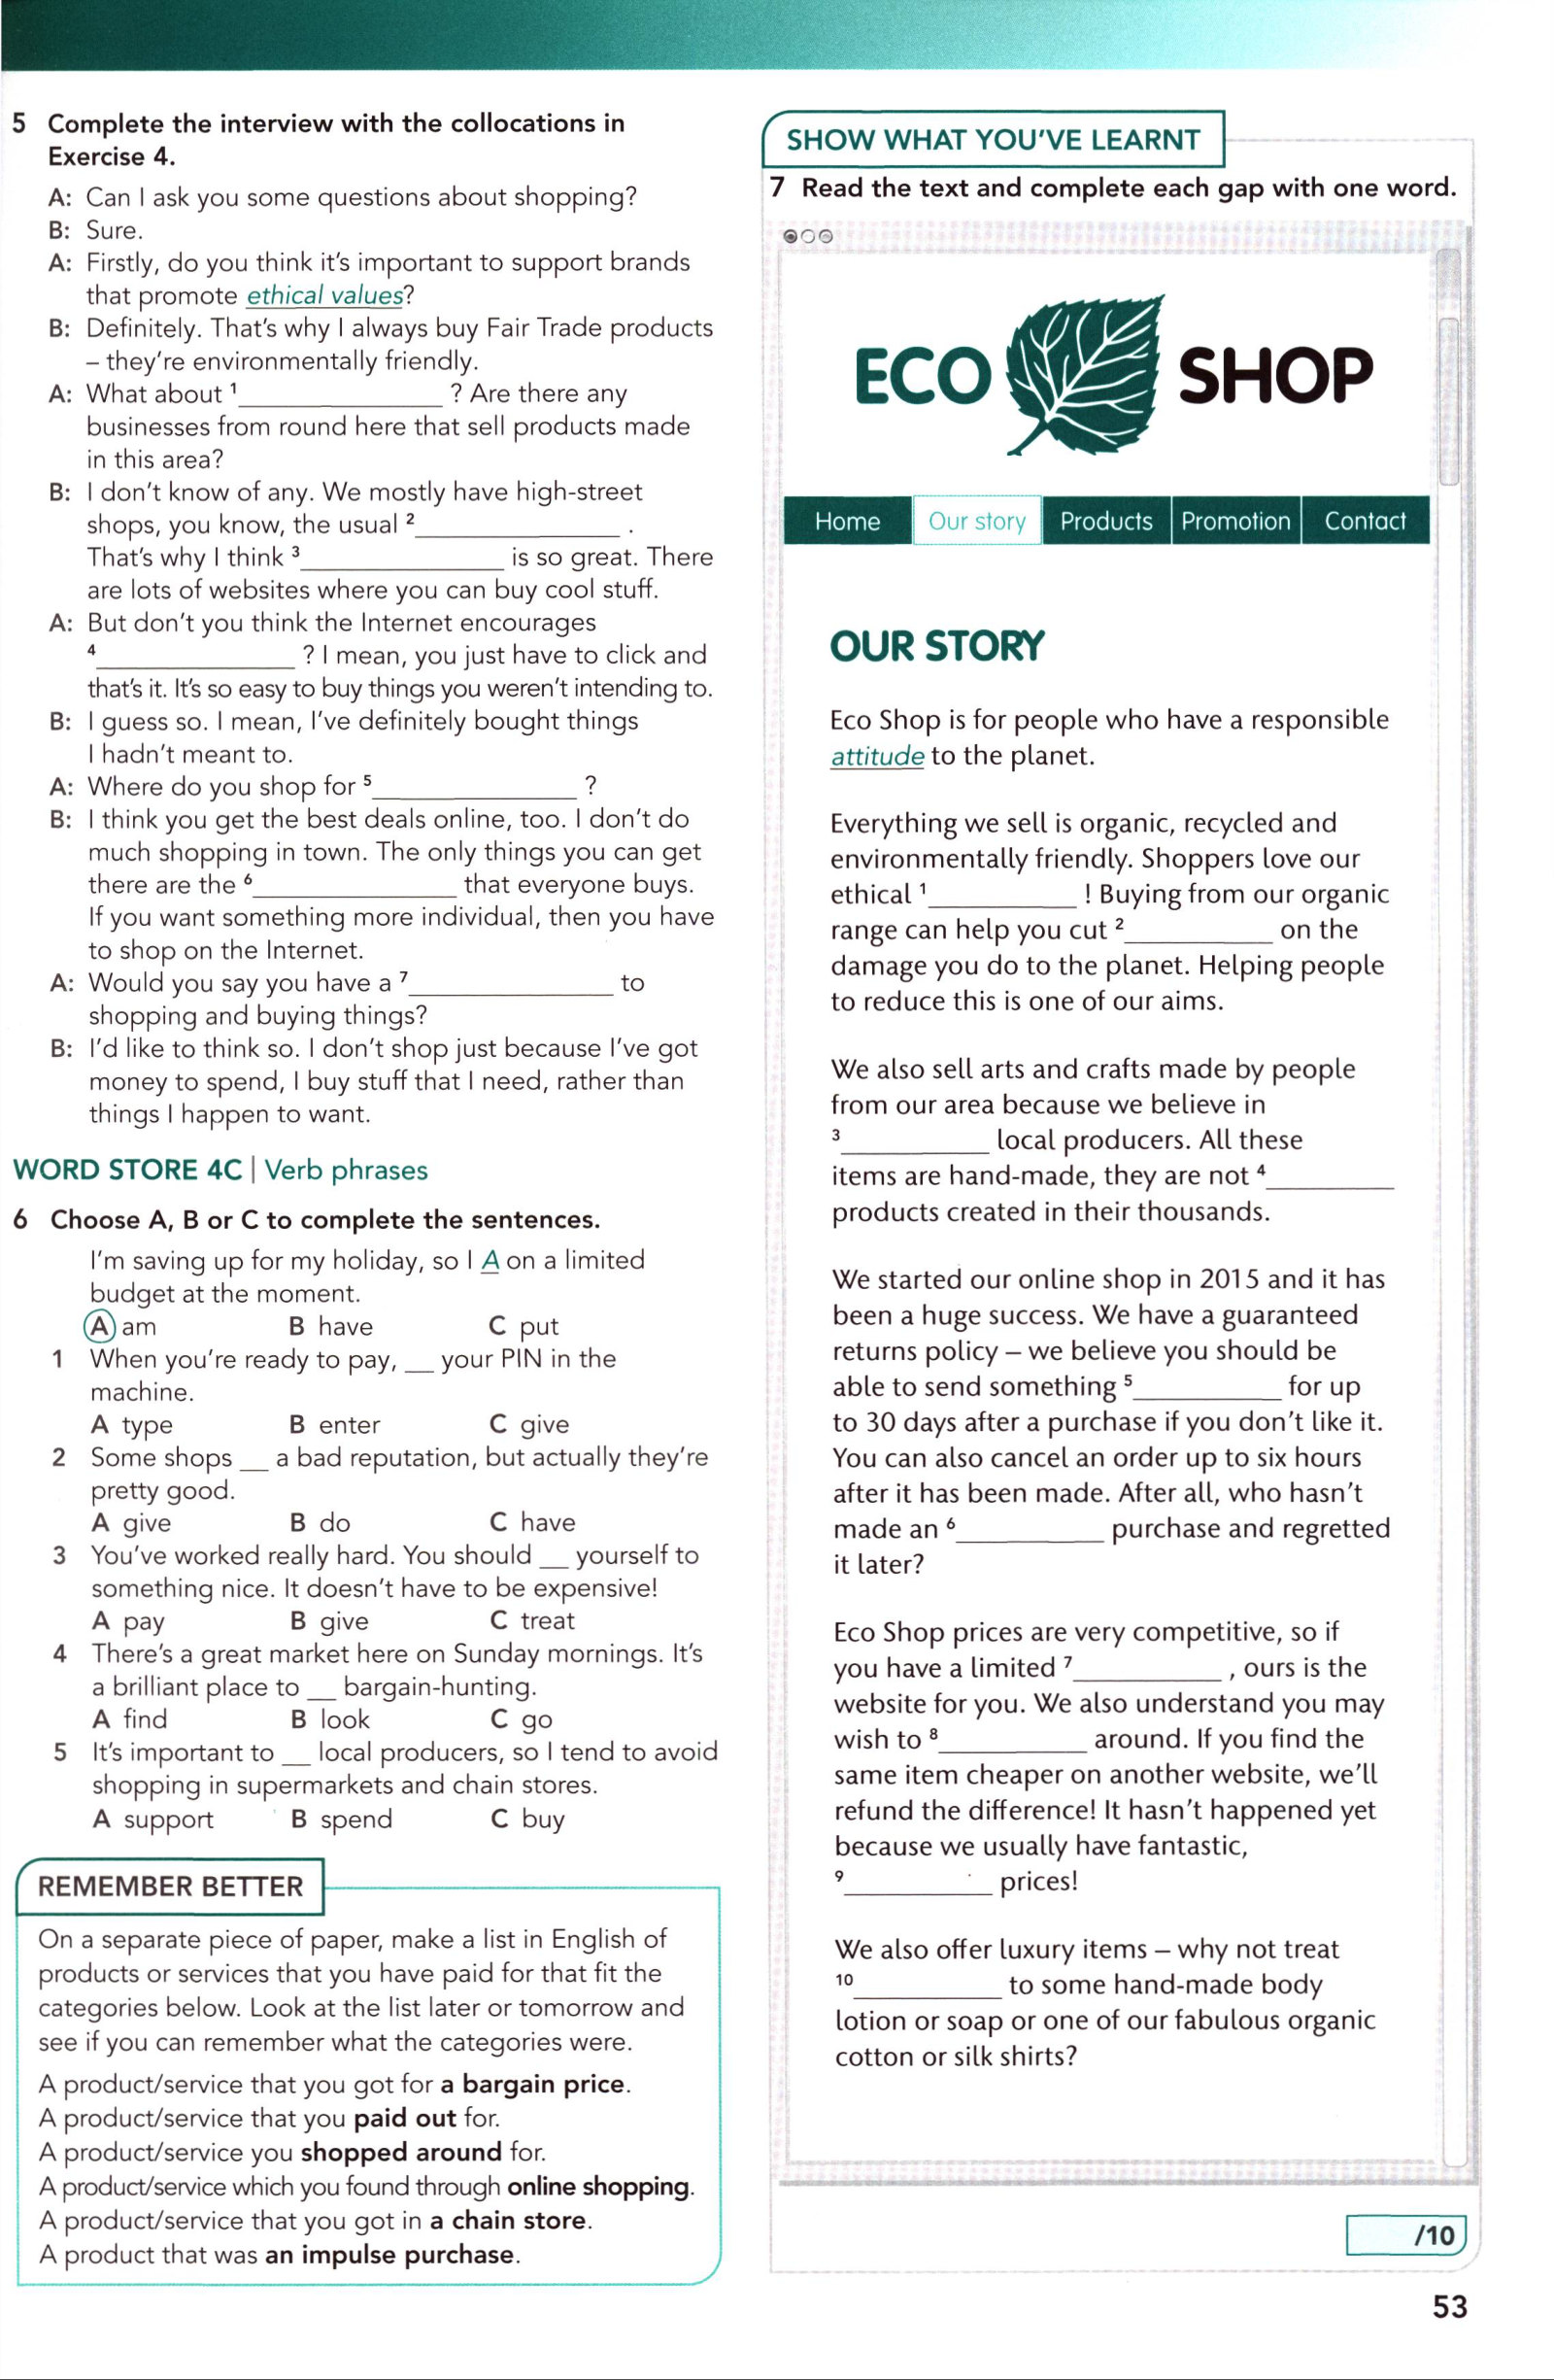 5 Complete the interview with the collocations in
Exercise 4.
A: Can I ask you some questions about shopping?
B: Sure.
A: Firstly, do you think it's important to support brands
that promote ethical values?
B: Definitely. That's why I always buy Fair Trade products
– they're environmentally friendly.
A: What about 1______________ ? Are there any
businesses from round here that sell products made
in this area?
B: I don't know of any. We mostly have high-street
shops, you know, the usual 2______________ .
That's why I think 3______________ is so great. There
are lots of websites where you can buy cool stuff.
A: But don't you think the Internet encourages
4______________ ? I mean, you just have to click and
that's it. It's so easy to buy things you weren't intending to.
B: I guess so. I mean, I've definitely bought things
I hadn't meant to.
A: Where do you shop for 5______________ ?
B: I think you get the best deals online, too. I don't do
much shopping in town. The only things you can get
there are the 6______________ that everyone buys.
If you want something more individual, then you have
to shop on the Internet.
A: Would you say you have a 7______________ to
shopping and buying things?
B: I'd like to think so. I don't shop just because I've got
money to spend, I buy stuff that I need, rather than
things I happen to want.
WORD STORE 4C | Verb phrases
6 Choose A, B or C to complete the sentences.
I'm saving up for my holiday, so I A on a limited
budget at the moment.
A am B have C put
1 When you're ready to pay, __ your PIN in the
machine.
A type B enter C give
2 Some shops __ a bad reputation, but actually they're
pretty good.
A give B do C have
3 You've worked really hard. You should __ yourself to
something nice. It doesn't have to be expensive!
A pay B give C treat
4 There's a great market here on Sunday mornings. It's
a brilliant place to __ bargain-hunting.
A find B look C go
5 It's important to __ local producers, so I tend to avoid
shopping in supermarkets and chain stores.
A support B spend C buy
REMEMBER BETTER
On a separate piece of paper, make a list in English of
products or services that you have paid for that fit the
categories below. Look at the list later or tomorrow and
see if you can remember what the categories were.
A product/service that you got for a bargain price.
A product/service that you paid out for.
A product/service you shopped around for.
A product/service which you found through online shopping.
A product/service that you got in a chain store.
A product that was an impulse purchase.
SHOW WHAT YOU'VE LEARNT
7 Read the text and complete each gap with one word.
ECO SHOP
Home Our story Products Promotion Contact
OUR STORY
Eco Shop is for people who have a responsible
attitude to the planet.
Everything we sell is organic, recycled and
environmentally friendly. Shoppers love our
ethical 1__________ ! Buying from our organic
range can help you cut 2__________ on the
damage you do to the planet. Helping people
to reduce this is one of our aims.
We also sell arts and crafts made by people
from our area because we believe in
3__________ local producers. All these
items are hand-made, they are not 4__________
products created in their thousands.
We started our online shop in 2015 and it has
been a huge success. We have a guaranteed
returns policy – we believe you should be
able to send something 5__________ for up
to 30 days after a purchase if you don't like it.
You can also cancel an order up to six hours
after it has been made. After all, who hasn't
made an 6__________ purchase and regretted
it later?
Eco Shop prices are very competitive, so if
you have a limited 7__________ , ours is the
website for you. We also understand you may
wish to 8__________ around. If you find the
same item cheaper on another website, we'll
refund the difference! It hasn't happened yet
because we usually have fantastic,
9__________ prices!
We also offer luxury items – why not treat
10__________ to some hand-made body
lotion or soap or one of our fabulous organic
cotton or silk shirts?
/10
53